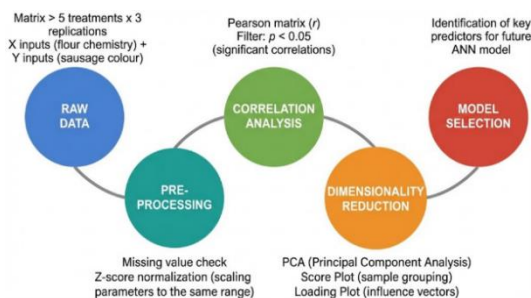 Matrix > 5 treatments x 3
replications
X inputs (flour chemistry) +
Y inputs (sausage colour)
RAW
DATA
PRE-
PROCESSING
Missing value check
Z-score normalization (scaling
parameters to the same range)
Pearson matrix (r)
Filter: p < 0.05
(significant correlations)
CORRELATION
ANALYSIS
DIMENSIONALITY
REDUCTION
PCA (Principal Component Analysis)
Score Plot (sample grouping)
Loading Plot (influence vectors)
Identification of key
predictors for future
ANN model
MODEL
SELECTION